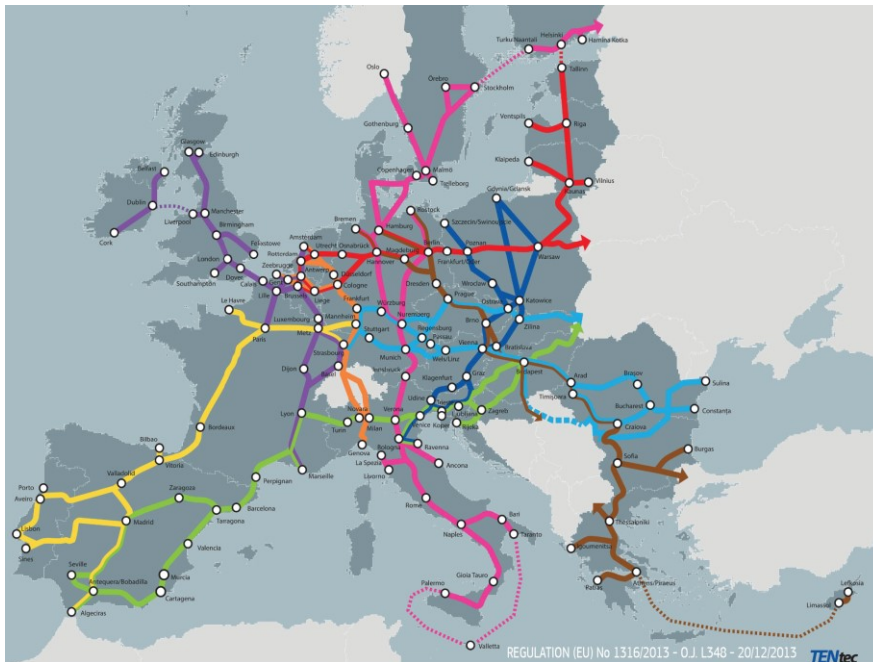 Turku/Naantali
Helsinki
Hamina Kotka
Oslo
Örebro
Stockholm
Tallinn
Gothenburg
Ventspils
Riga
Glasgow
Edinburgh
Belfast
Copenhagen
Malmö
Trelleborg
Klaipeda
Vilnius
Kaunas
Dublin
Manchester
Liverpool
Birmingham
Cork
Rostock
Gdynia/Gdańsk
Szczecin/Swinoujście
Bremen
Hamburg
Amsterdam
Felixstowe
Utrecht
Osnabrück
Rotterdam
Magdeburg
Berlin
Poznan
Hannover
Frankfurt/Oder
Warsaw
London
Dover
Zeebrugge
Southampton
Calais
Antwerp
Düsseldorf
Cologne
Lille
Brussels
Liège
Dresden
Wroclaw
Le Havre
Frankfurt
Prague
Ostrava
Katowice
Luxembourg
Mannheim
Würzburg
Nuremberg
Paris
Metz
Stuttgart
Regensburg
Passau
Brno
Zilina
Strasbourg
Munich
Wels/Linz
Vienna
Bratislava
Dijon
Basel
Innsbruck
Klagenfurt
Graz
Budapest
Arad
Braşov
Sulina
Timişoara
Bucharest
Constanţa
Lyon
Novara
Verona
Udine
Venice
Koper
Ljubljana
Zagreb
Rijeka
Turin
Milan
Craiova
Bordeaux
Genova
Bologna
Ravenna
Bilbao
Vitoria
La Spezia
Livorno
Ancona
Sofia
Burgas
Marseille
Perpignan
Porto
Aveiro
Valladolid
Zaragoza
Barcelona
Tarragona
Rome
Madrid
Lisbon
Sines
Valencia
Naples
Bari
Taranto
Thessaloniki
Igoumenitsa
Seville
Antequera/Bobadilla
Murcia
Cartagena
Algeciras
Gioia Tauro
Palermo
Patras
Athens/Piraeus
Lefkosia
Limassol
Valletta
REGULATION (EU) No 1316/2013 - O.J. L348 - 20/12/2013
TENtec